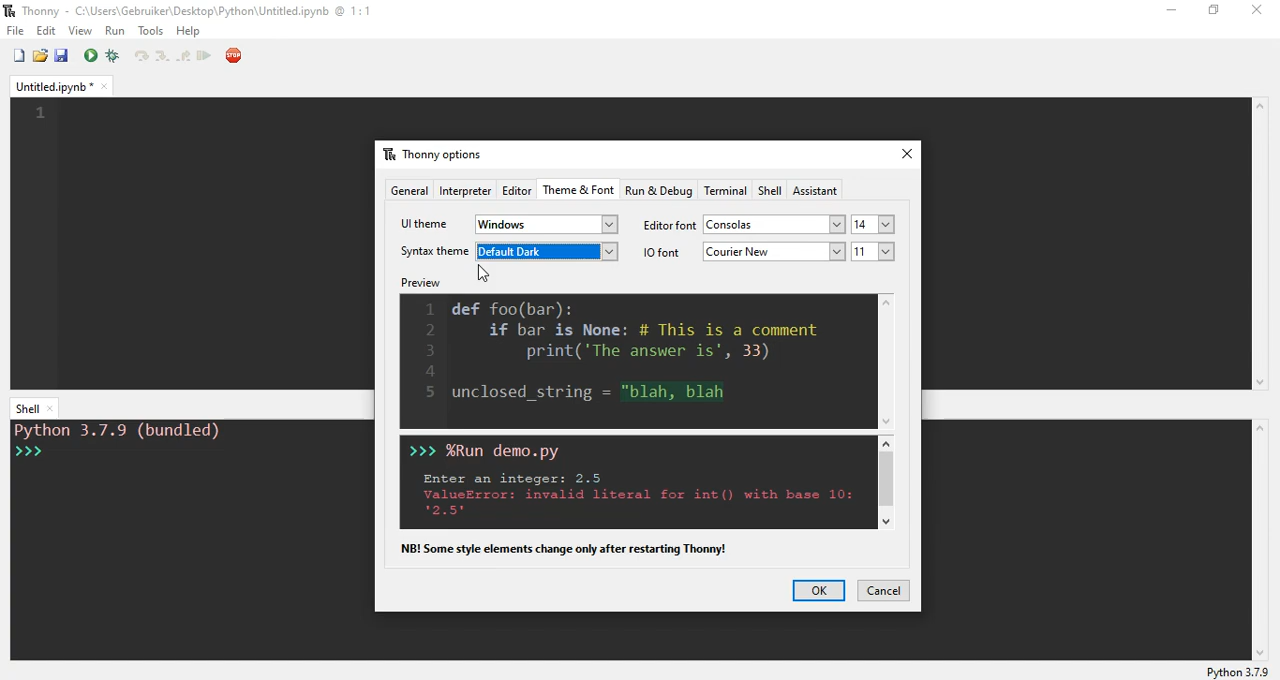 Thonny - C:\Users\Gebruiker\Desktop\Python\Untitled.ipynb @ 1 : 1
File Edit View Run Tools Help
STOP
Untitled.ipynb * ×
1
Thonny options
General Interpreter Editor Theme & Font Run & Debug Terminal Shell Assistant
UI theme Windows Editor font Consolas 14
Syntax theme Default Dark IO font Courier New 11
Preview
1 def foo(bar):
2 if bar is None: # This is a comment
3 print('The answer is', 33)
4
5 unclosed_string = "blah, blah
>>> %Run demo.py
Enter an integer: 2.5
ValueError: invalid literal for int() with base 10:
'2.5'
NB! Some style elements change only after restarting Thonny!
OK Cancel
Shell ×
Python 3.7.9 (bundled)
>>>
Python 3.7.9